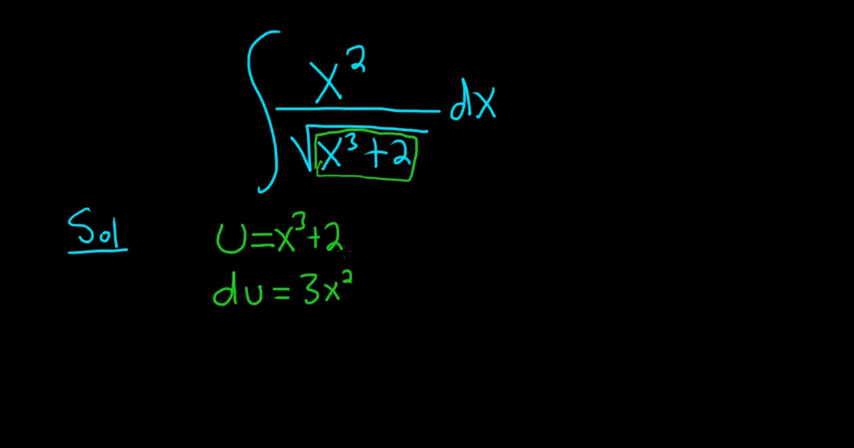 ∫ x² / √(x³ + 2) dx
Sol
u = x³ + 2
du = 3x²